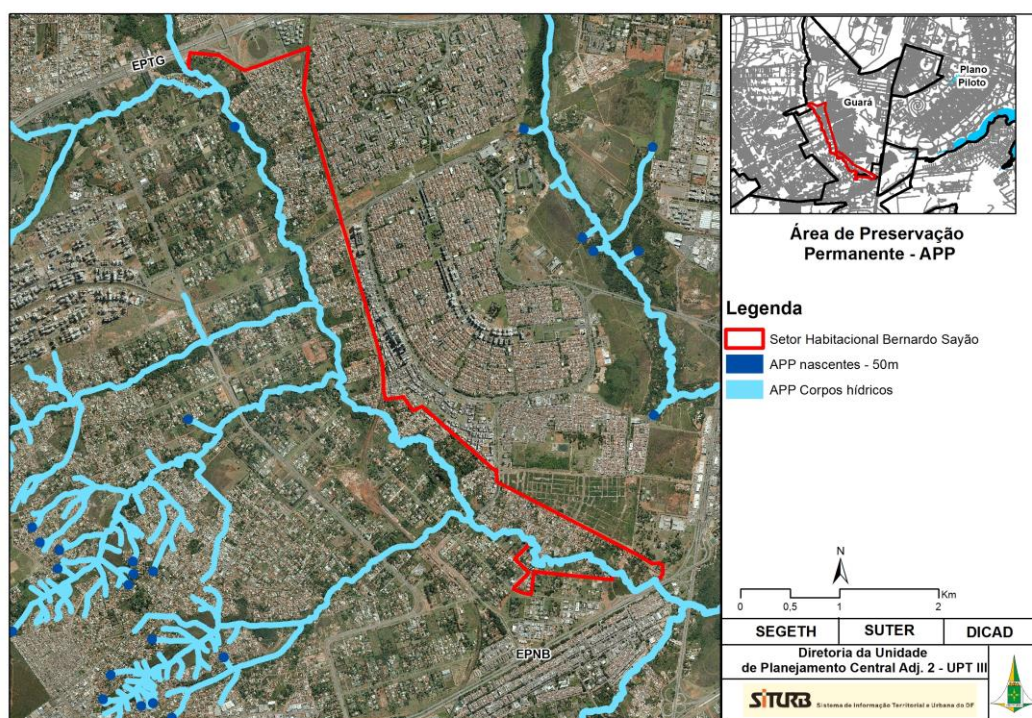 EPTG
EPNB
Plano
Piloto
Guará
Área de Preservação
Permanente - APP
Legenda
Setor Habitacional Bernardo Sayão
APP nascentes - 50m
APP Corpos hídricos
N
0 0,5 1 2 Km
SEGETH SUTER DICAD
Diretoria da Unidade
de Planejamento Central Adj. 2 - UPT III
SITURB Sistema de Informação Territorial e Urbana do DF